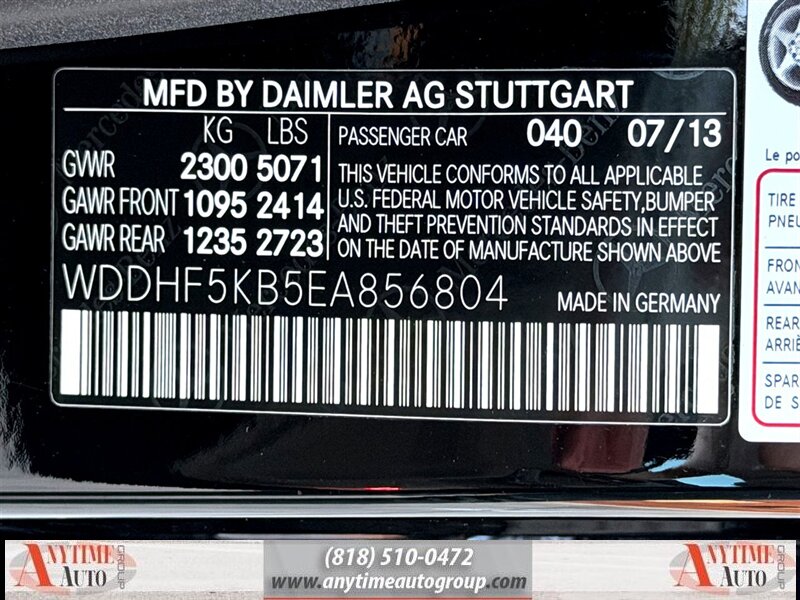 MFD BY DAIMLER AG STUTTGART
KG LBS
GVWR 2300 5071
GAWR FRONT 1095 2414
GAWR REAR 1235 2723
PASSENGER CAR 040 07/13
THIS VEHICLE CONFORMS TO ALL APPLICABLE
U.S. FEDERAL MOTOR VEHICLE SAFETY,BUMPER
AND THEFT PREVENTION STANDARDS IN EFFECT
ON THE DATE OF MANUFACTURE SHOWN ABOVE
WDDHF5KB5EA856804
MADE IN GERMANY
Le po
TIRE
PNEU
FRON
AVAN
REAR
ARRIÈ
SPAR
DE S
ANYTIME
AUTO
GROUP
(818) 510-0472
www.anytimeautogroup.com
ANYTIME
AUTO
GROUP